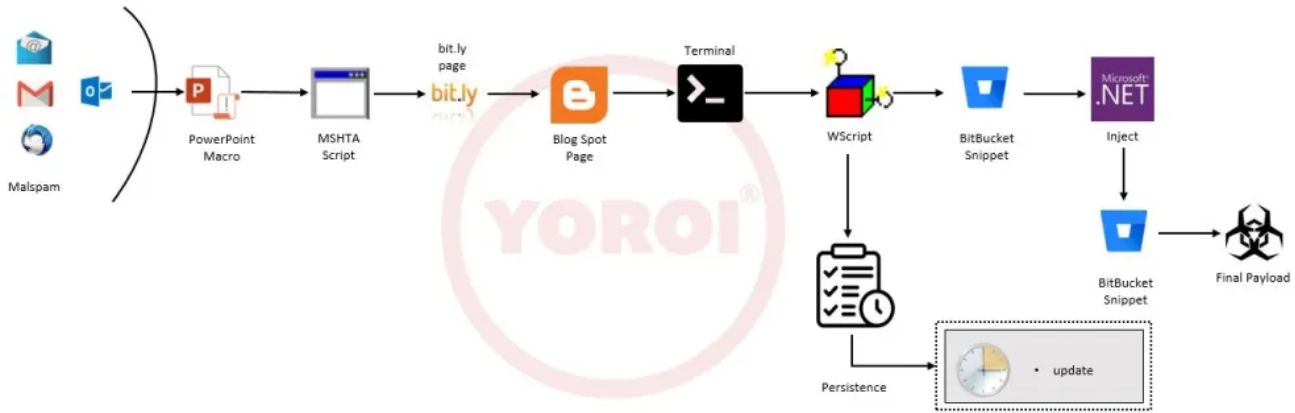 Malspam
PowerPoint
Macro
MSHTA
Script
bit.ly
page
bit.ly
Blog Spot
Page
Terminal
WScript
BitBucket
Snippet
Microsoft®
.NET
Inject
BitBucket
Snippet
Final Payload
Persistence
• update
YOROI®